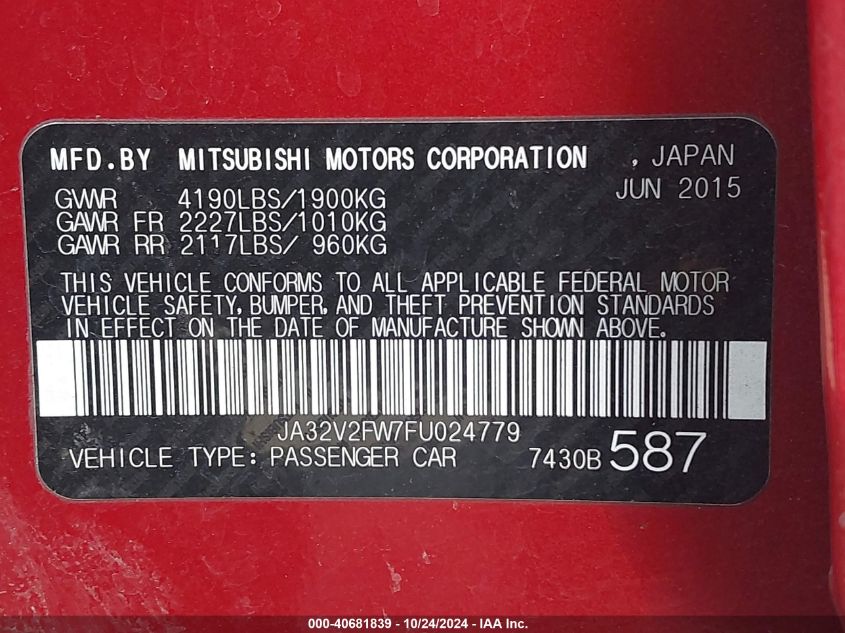 MFD.BY MITSUBISHI MOTORS CORPORATION , JAPAN
JUN 2015
GVWR 4190LBS/1900KG
GAWR FR 2227LBS/1010KG
GAWR RR 2117LBS/ 960KG
THIS VEHICLE CONFORMS TO ALL APPLICABLE FEDERAL MOTOR
VEHICLE SAFETY, BUMPER, AND THEFT PREVENTION STANDARDS
IN EFFECT ON THE DATE OF MANUFACTURE SHOWN ABOVE.
JA32V2FW7FU024779
VEHICLE TYPE: PASSENGER CAR 7430B 587
000-40681839 - 10/24/2024 - IAA Inc.